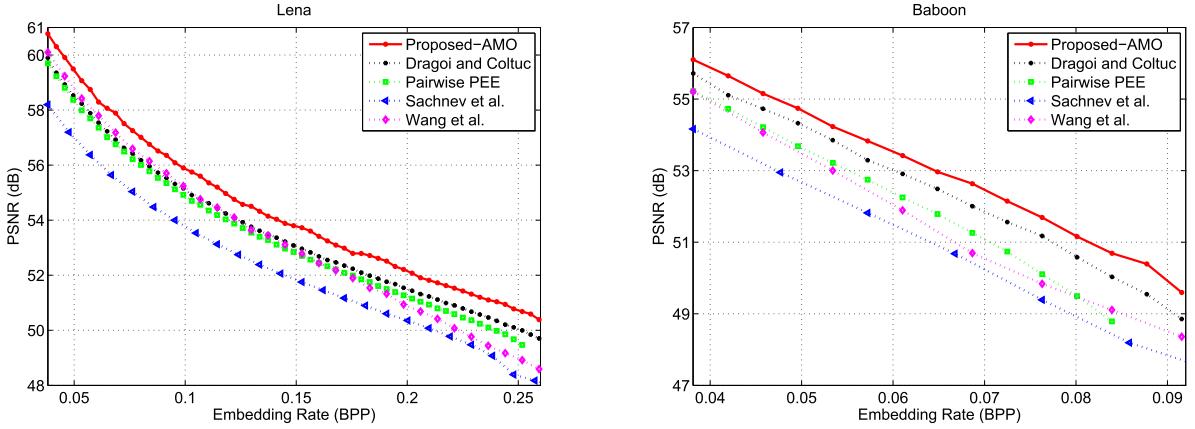 Lena
61
60
58
56
54
52
50
48
PSNR (dB)
0.05
0.1
0.15
0.2
0.25
Embedding Rate (BPP)
Proposed−AMO
Dragoi and Coltuc
Pairwise PEE
Sachnev et al.
Wang et al.
Baboon
57
55
53
51
49
47
PSNR (dB)
0.04
0.05
0.06
0.07
0.08
0.09
Embedding Rate (BPP)
Proposed−AMO
Dragoi and Coltuc
Pairwise PEE
Sachnev et al.
Wang et al.